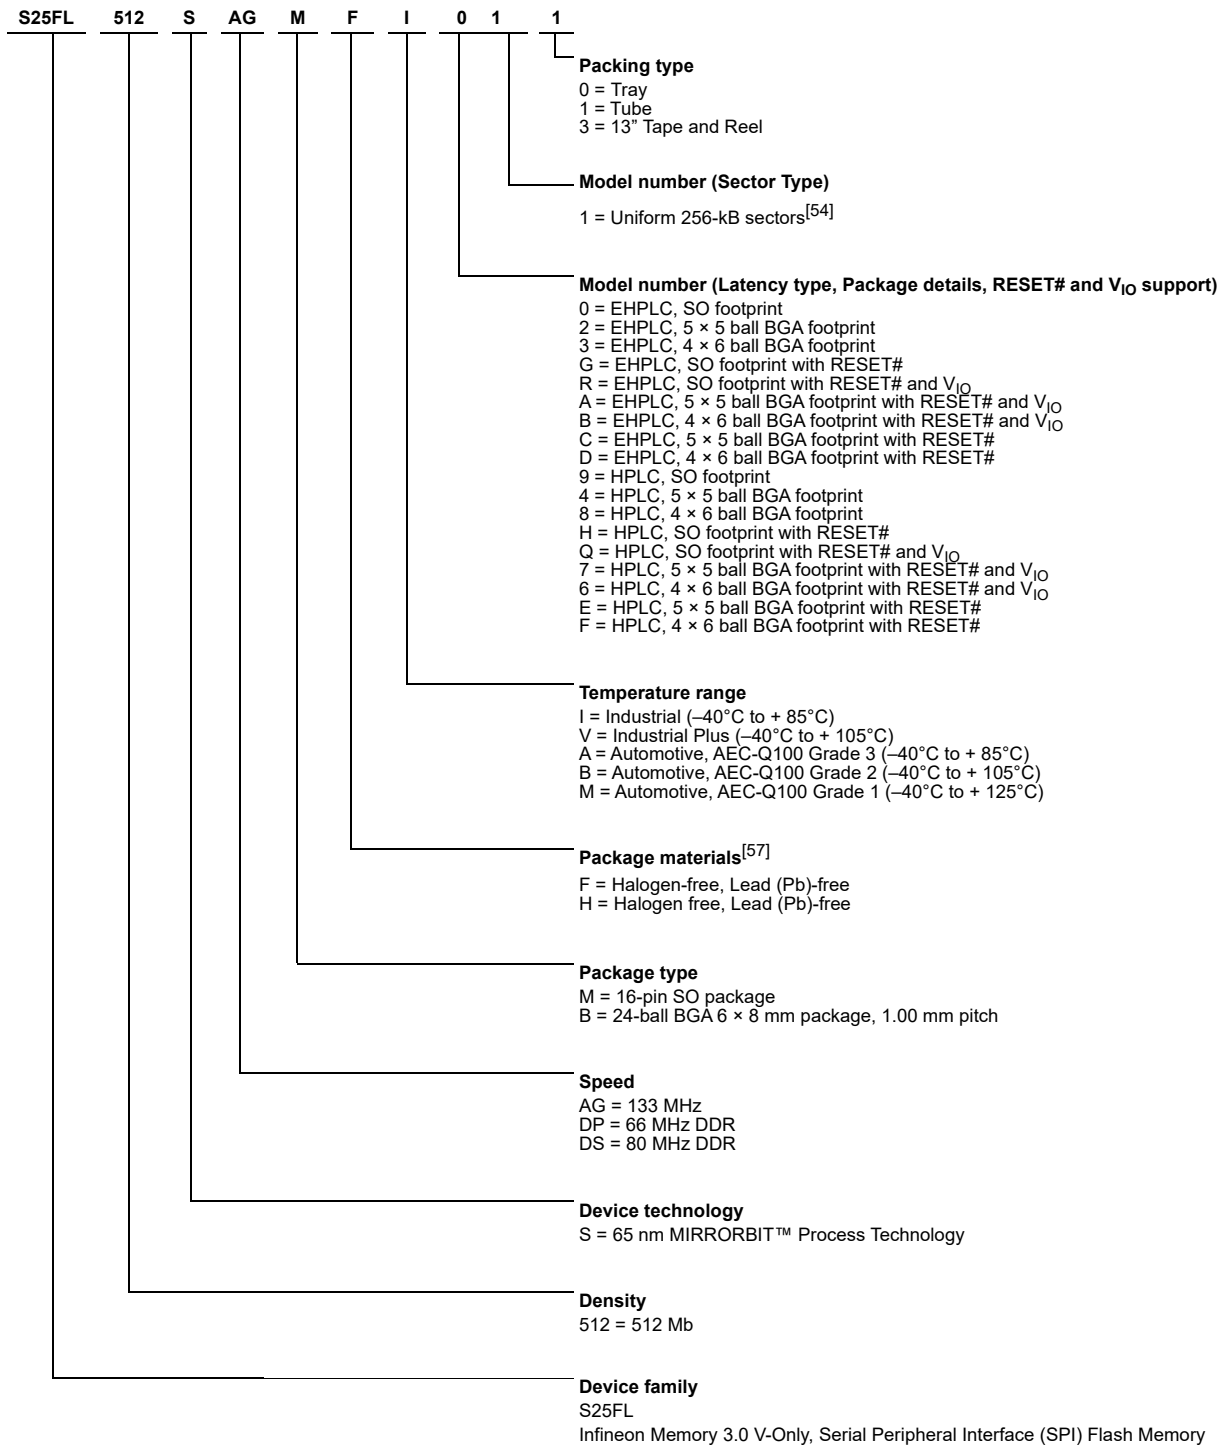 S25FL 512 S AG M F I 0 1 1
Packing type
0 = Tray
1 = Tube
3 = 13” Tape and Reel
Model number (Sector Type)
1 = Uniform 256-kB sectors[54]
Model number (Latency type, Package details, RESET# and VIO support)
0 = EHPLC, SO footprint
2 = EHPLC, 5 × 5 ball BGA footprint
3 = EHPLC, 4 × 6 ball BGA footprint
G = EHPLC, SO footprint with RESET#
R = EHPLC, SO footprint with RESET# and VIO
A = EHPLC, 5 × 5 ball BGA footprint with RESET# and VIO
B = EHPLC, 4 × 6 ball BGA footprint with RESET# and VIO
C = EHPLC, 5 × 5 ball BGA footprint with RESET#
D = EHPLC, 4 × 6 ball BGA footprint with RESET#
9 = HPLC, SO footprint
4 = HPLC, 5 × 5 ball BGA footprint
8 = HPLC, 4 × 6 ball BGA footprint
H = HPLC, SO footprint with RESET#
Q = HPLC, SO footprint with RESET# and VIO
7 = HPLC, 5 × 5 ball BGA footprint with RESET# and VIO
6 = HPLC, 4 × 6 ball BGA footprint with RESET# and VIO
E = HPLC, 5 × 5 ball BGA footprint with RESET#
F = HPLC, 4 × 6 ball BGA footprint with RESET#
Temperature range
I = Industrial (–40°C to + 85°C)
V = Industrial Plus (–40°C to + 105°C)
A = Automotive, AEC-Q100 Grade 3 (–40°C to + 85°C)
B = Automotive, AEC-Q100 Grade 2 (–40°C to + 105°C)
M = Automotive, AEC-Q100 Grade 1 (–40°C to + 125°C)
Package materials[57]
F = Halogen-free, Lead (Pb)-free
H = Halogen free, Lead (Pb)-free
Package type
M = 16-pin SO package
B = 24-ball BGA 6 × 8 mm package, 1.00 mm pitch
Speed
AG = 133 MHz
DP = 66 MHz DDR
DS = 80 MHz DDR
Device technology
S = 65 nm MIRRORBIT™ Process Technology
Density
512 = 512 Mb
Device family
S25FL
Infineon Memory 3.0 V-Only, Serial Peripheral Interface (SPI) Flash Memory